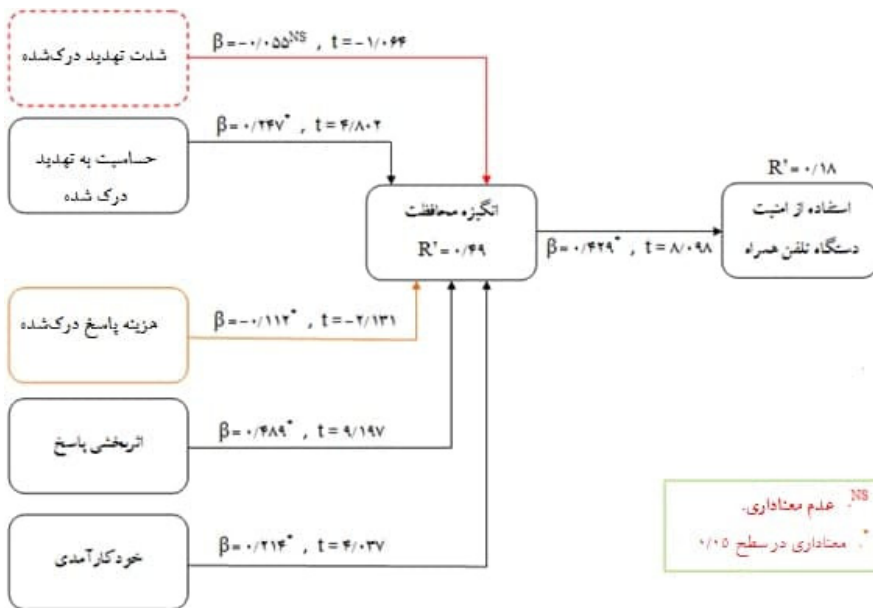 شدت تهدید درک‌شده
β=-۰/۰۵۵NS , t=-۱/۰۶۴
حساسیت به تهدید
درک شده
β=۰/۲۴۷* , t=۴/۸۰۲
هزینه پاسخ درک‌شده
β=-۰/۱۱۲* , t=-۲/۱۳۱
اثربخشی پاسخ
β=۰/۴۸۹* , t=۹/۱۹۷
خودکارآمدی
β=۰/۲۱۴* , t=۴/۰۳۷
انگیزه محافظت
R²=۰/۴۹
β=۰/۴۲۹* , t=۸/۰۹۸
R²=۰/۱۸
استفاده از امنیت
دستگاه تلفن همراه
NS. عدم معناداری.
*. معناداری در سطح ۰/۰۵